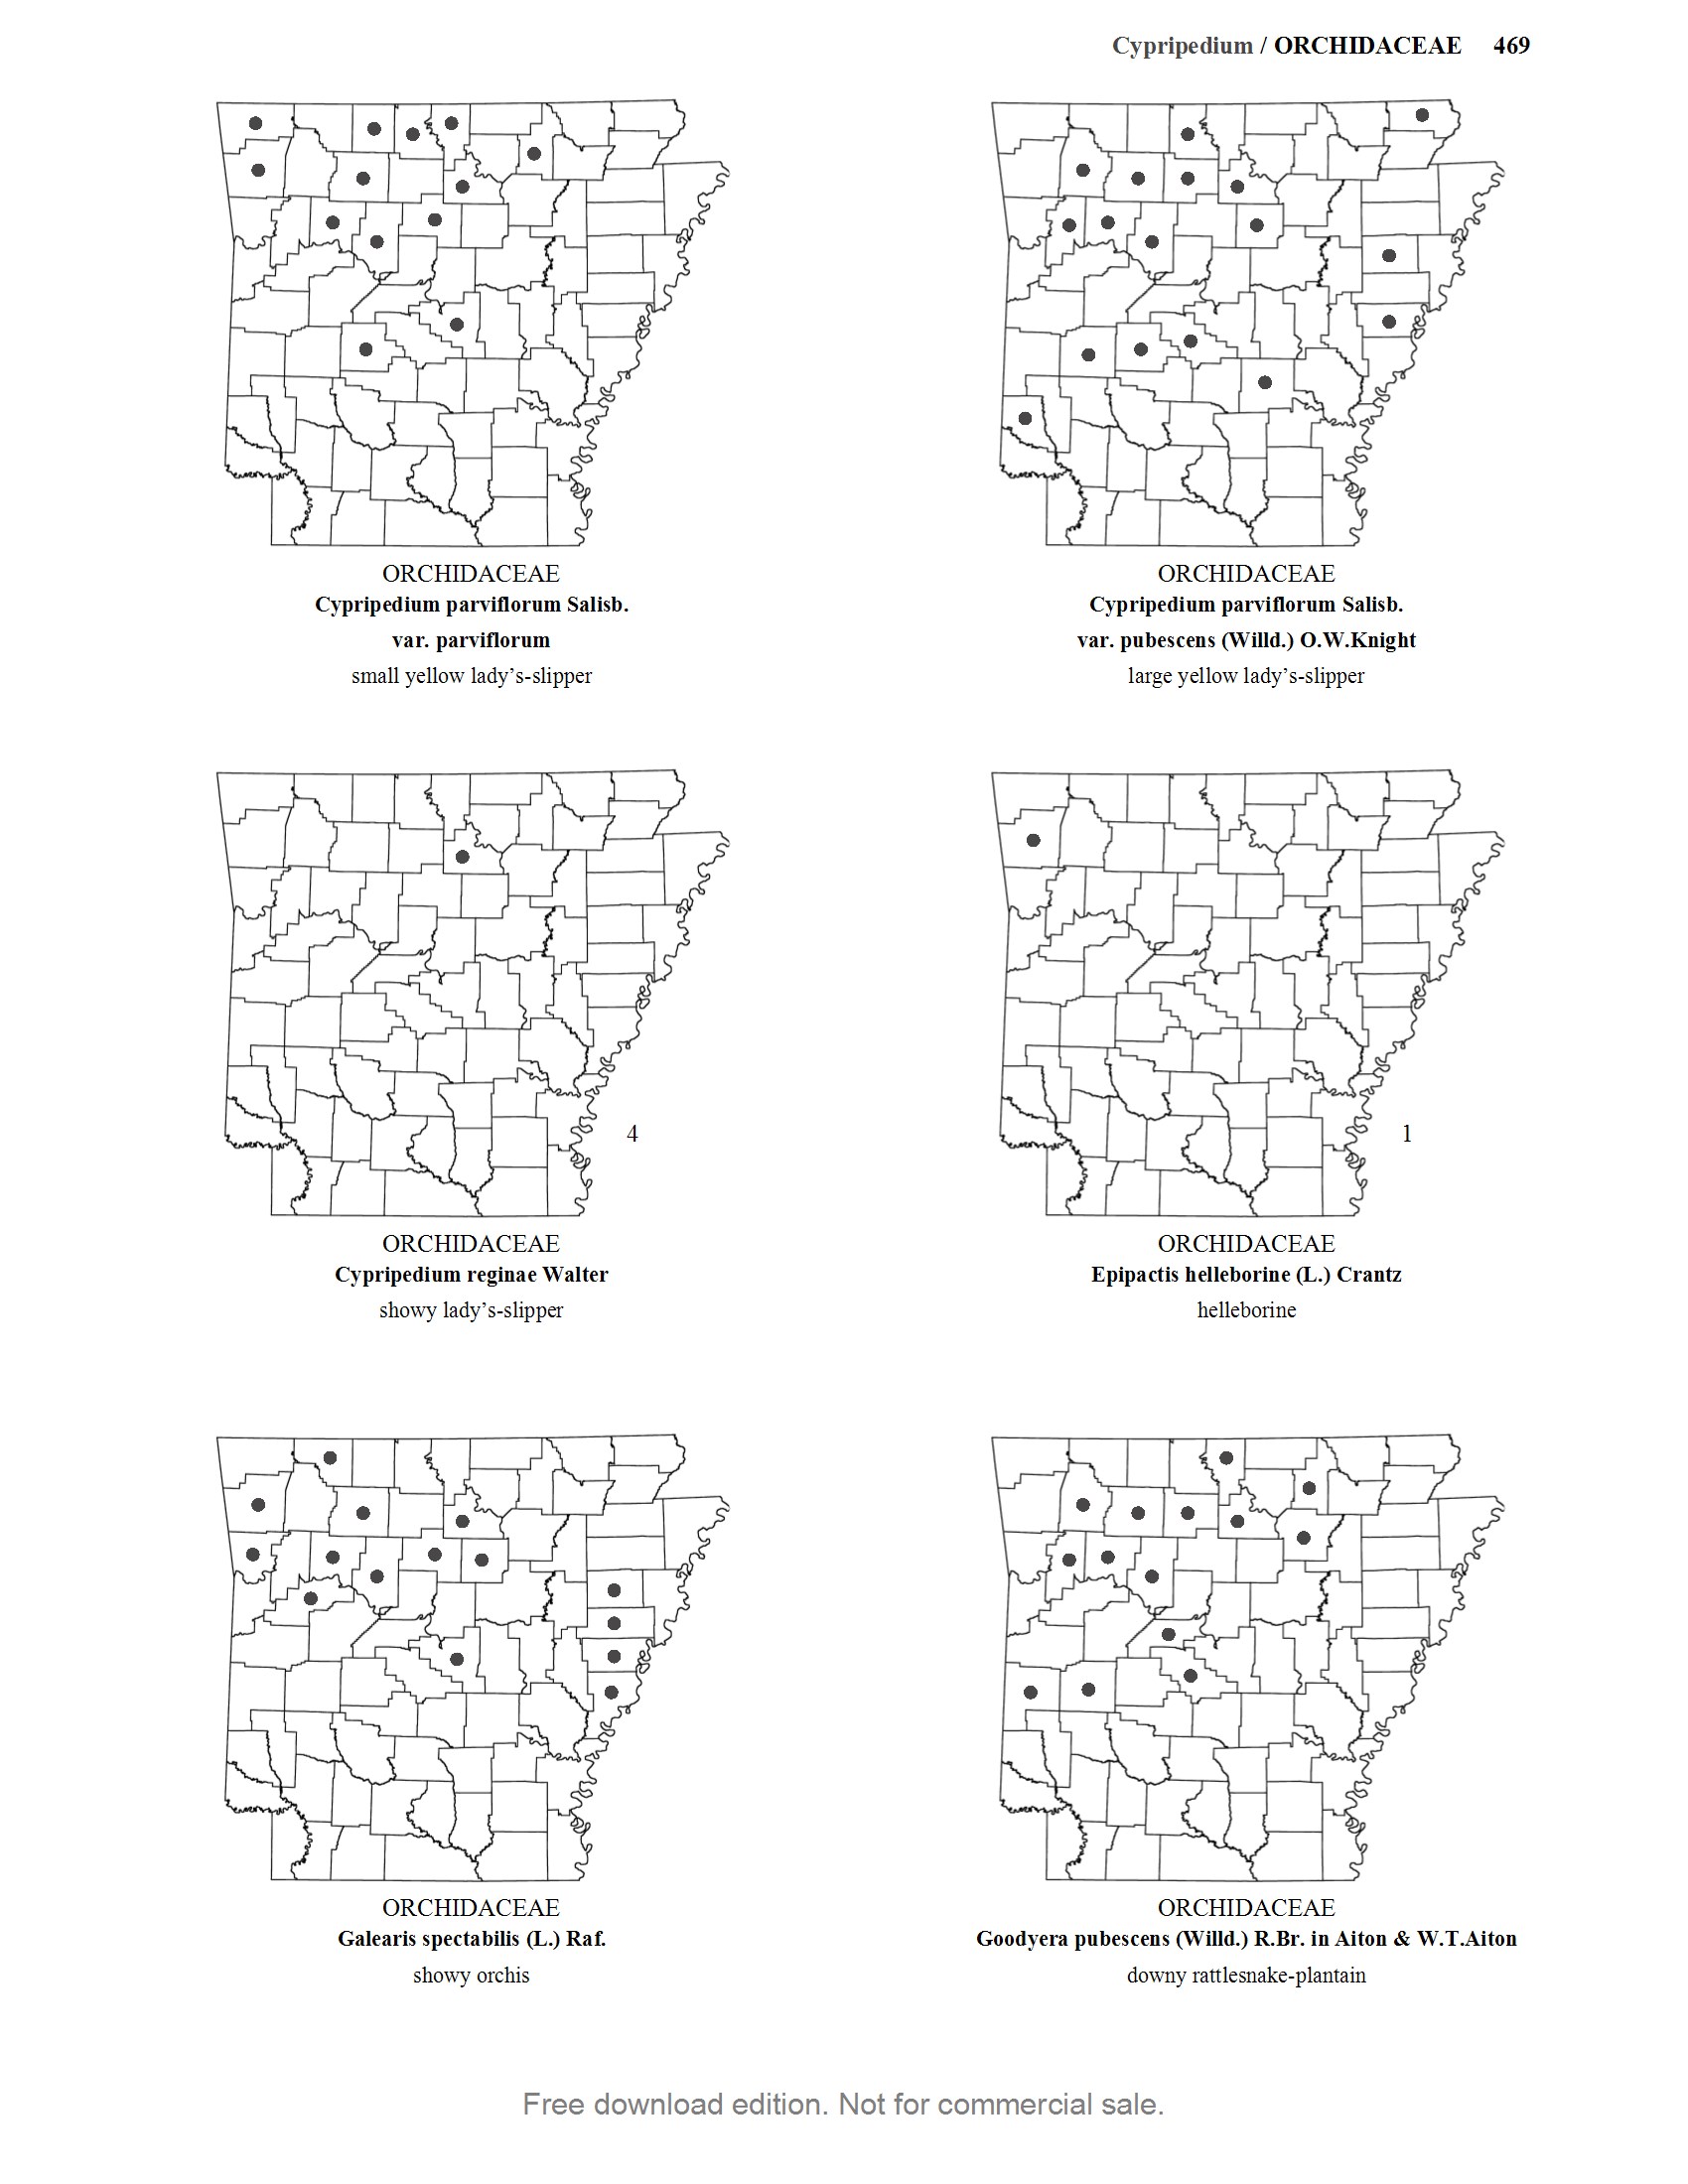 Cypripedium / ORCHIDACEAE 469
ORCHIDACEAE
Cypripedium parviflorum Salisb.
var. parviflorum
small yellow lady’s-slipper
ORCHIDACEAE
Cypripedium parviflorum Salisb.
var. pubescens (Willd.) O.W.Knight
large yellow lady’s-slipper
4
ORCHIDACEAE
Cypripedium reginae Walter
showy lady’s-slipper
1
ORCHIDACEAE
Epipactis helleborine (L.) Crantz
helleborine
ORCHIDACEAE
Galearis spectabilis (L.) Raf.
showy orchis
ORCHIDACEAE
Goodyera pubescens (Willd.) R.Br. in Aiton & W.T.Aiton
downy rattlesnake-plantain
Free download edition. Not for commercial sale.